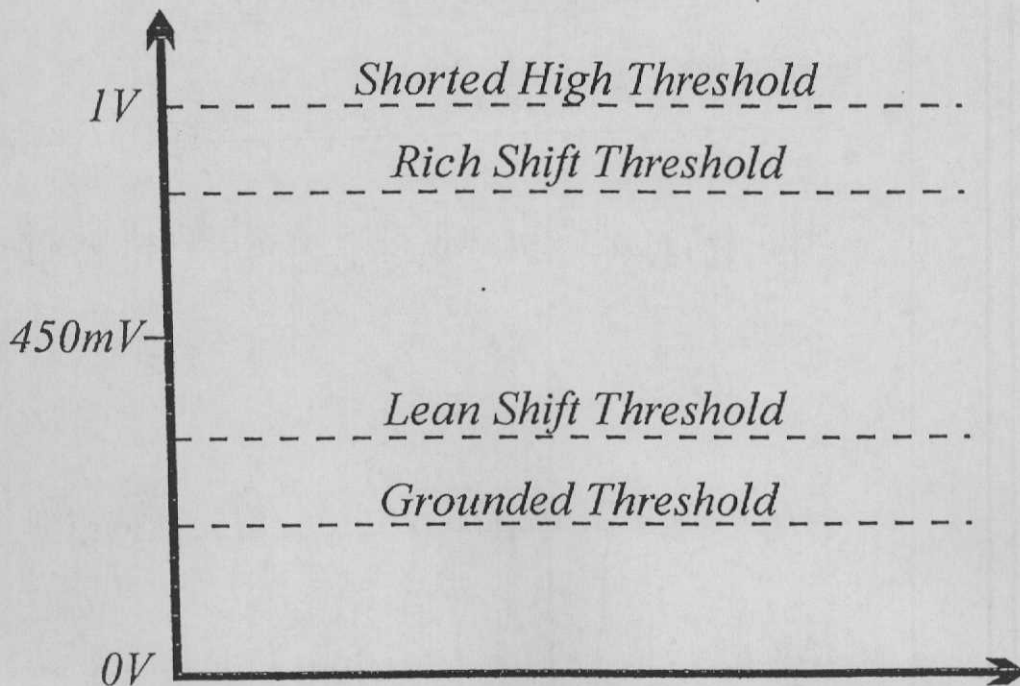 Shorted High Threshold
1V
Rich Shift Threshold
450mV
Lean Shift Threshold
Grounded Threshold
0V